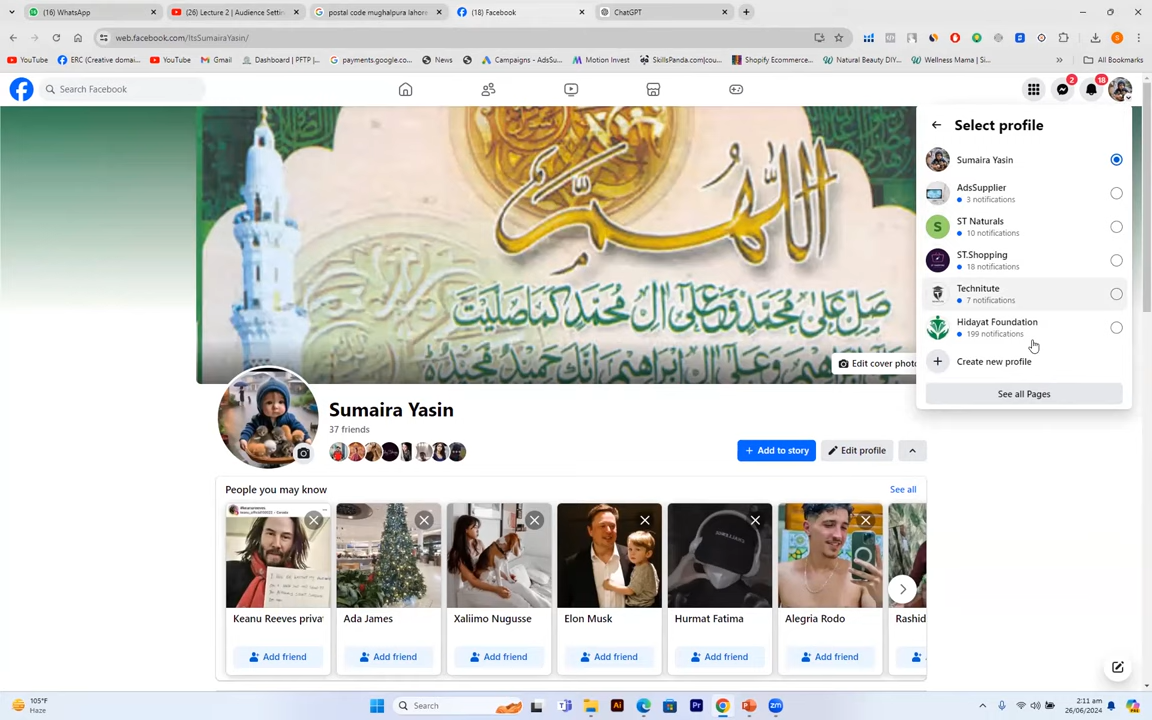 (16) WhatsApp
(26) Lecture 2 | Audience Settin
postal code mughalpura lahore
(18) Facebook
ChatGPT
web.facebook.com/ItsSumairaYasin/
YouTube
ERC (Creative domai...
YouTube
Gmail
Dashboard | PFTP |...
payments.google.co...
News
Campaigns - AdsSu...
Motion Invest
SkillsPanda.com|cou...
Shopify Ecommerce...
Natural Beauty DIY...
Wellness Mama | Si...
All Bookmarks
Search Facebook
2
18
Select profile
Sumaira Yasin
AdsSupplier
3 notifications
S
ST Naturals
10 notifications
ST.Shopping
18 notifications
Technitute
7 notifications
Hidayat Foundation
199 notifications
Create new profile
See all Pages
اللهم
صل على محمد وعلى ال محمد كما صليت
Edit cover photo
Sumaira Yasin
37 friends
Add to story
Edit profile
People you may know
See all
Keanu Reeves priva
Ada James
Xaliimo Nugusse
Elon Musk
Hurmat Fatima
Alegria Rodo
Rashid
Add friend
Add friend
Add friend
Add friend
Add friend
Add friend
105°F
Haze
Search
2:11 am
26/06/2024